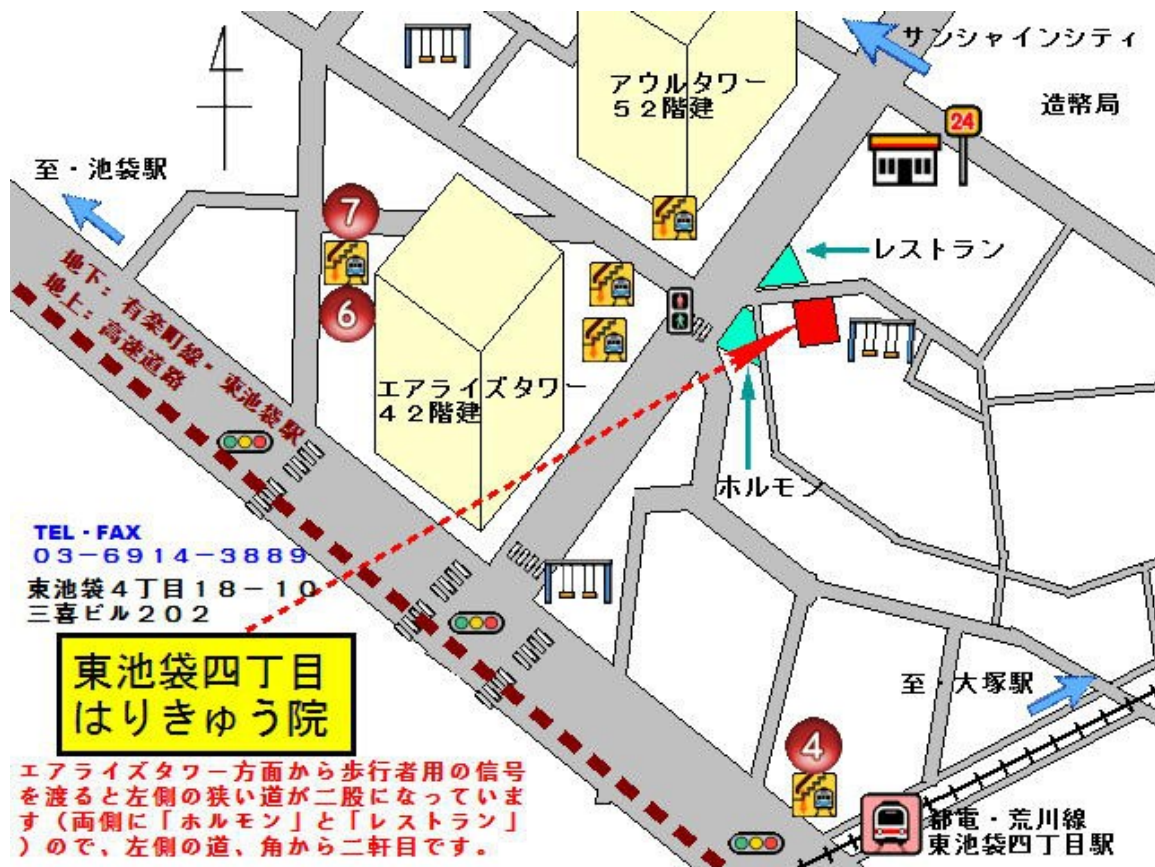 サンシャインシティ
アウルタワー
52階建
造幣局
24
至・池袋駅
7
レストラン
地下：有楽町線・東池袋駅
地上：高速道路
6
エアライズタワー
42階建
ホルモン
TEL・FAX
03－6914－3889
東池袋4丁目18－10
三喜ビル202
東池袋四丁目
はりきゅう院
至・大塚駅
4
エアライズタワー方面から歩行者用の信号
を渡ると左側の狭い道が二股になっていま
す（両側に「ホルモン」と「レストラン」
）ので、左側の道、角から二軒目です。
都電・荒川線
東池袋四丁目駅